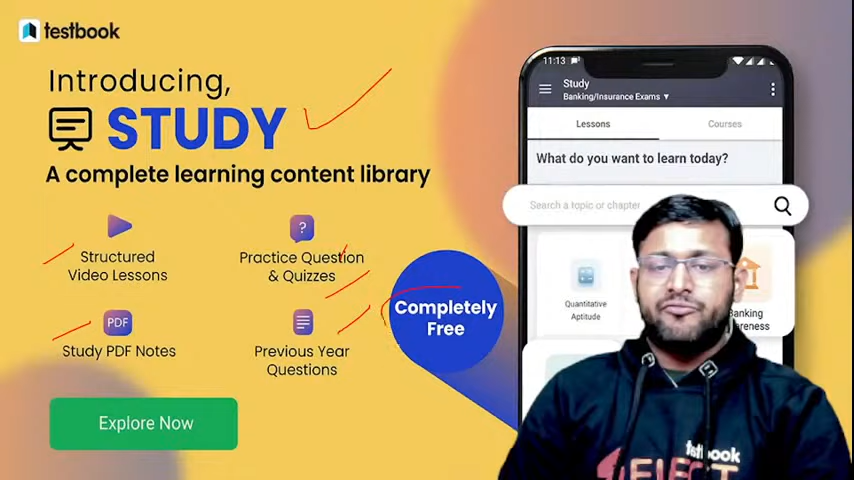 testbook
Introducing,
STUDY
A complete learning content library
Structured
Video Lessons
Practice Question
& Quizzes
PDF
Study PDF Notes
?
Previous Year
Questions
Completely
Free
Explore Now
11:13
Study
Banking/Insurance Exams ▼
Lessons
Courses
What do you want to learn today?
Search a topic or chapter
Quantitative
Aptitude
Banking
testbook
SELECT